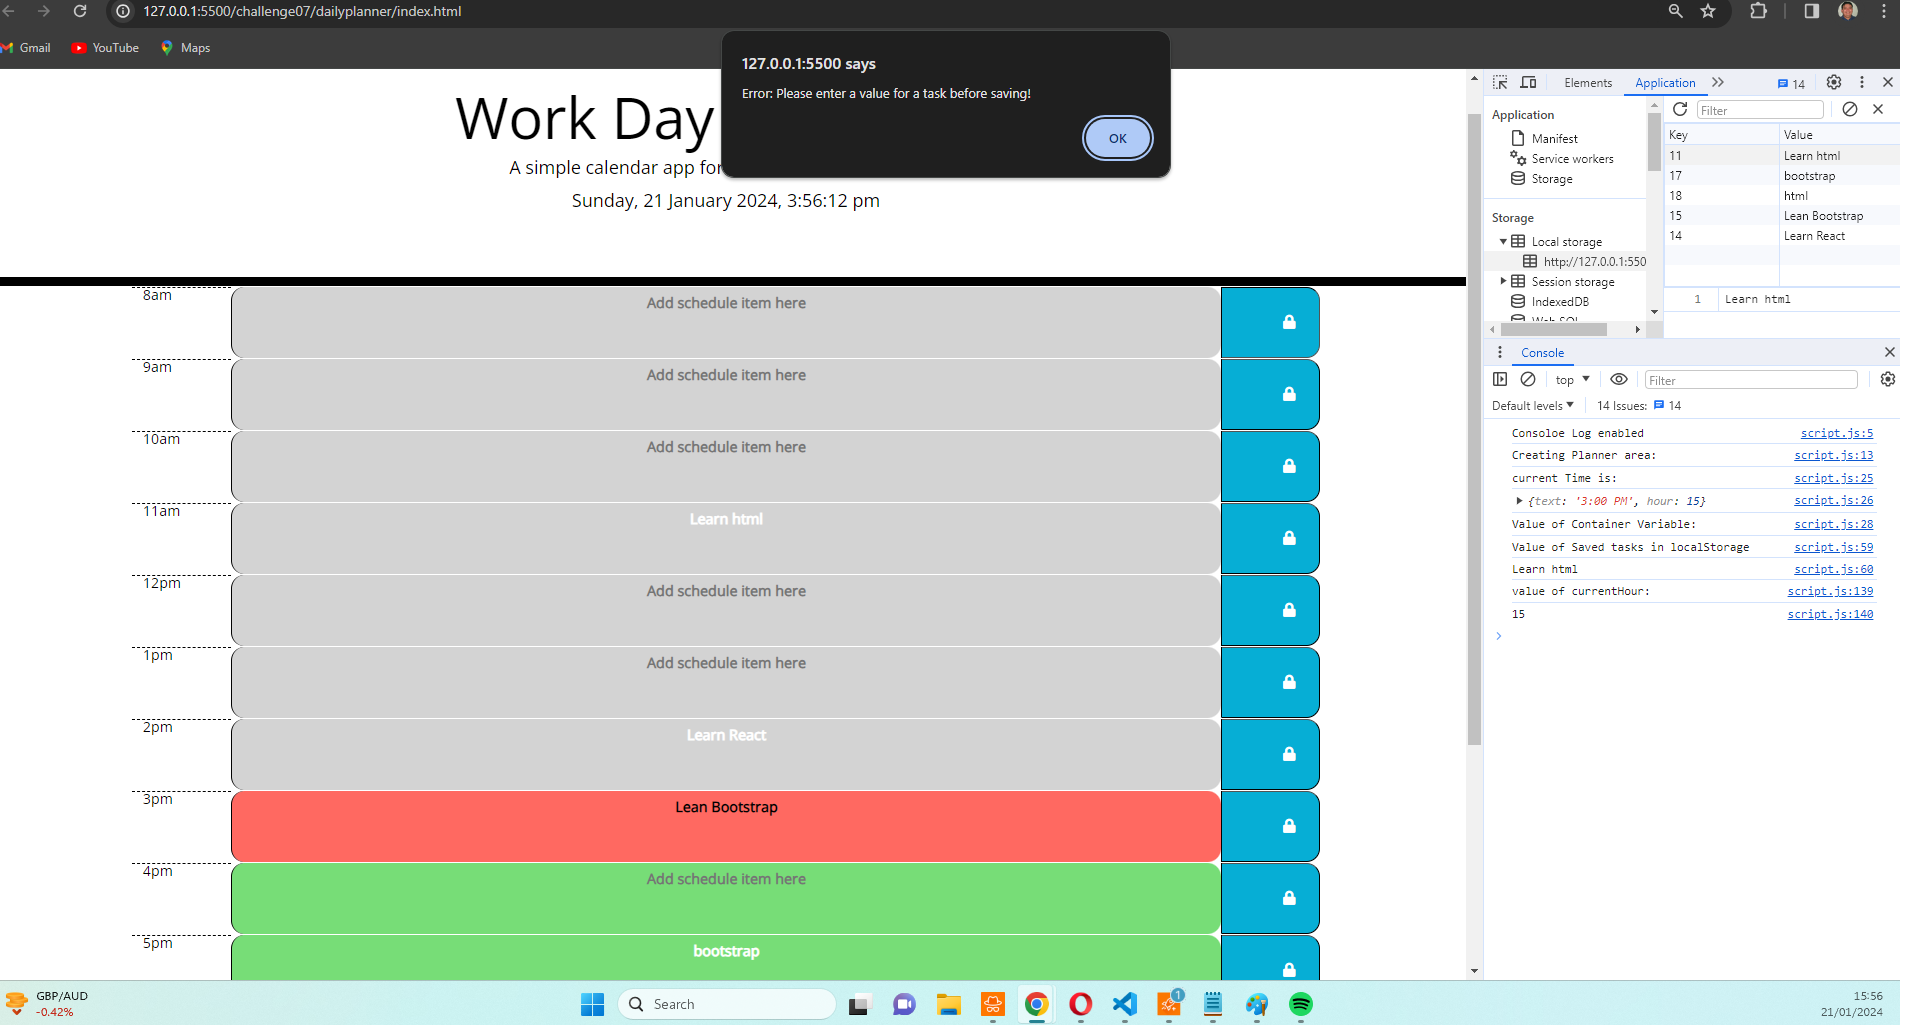 127.0.0.1:5500/challenge07/dailyplanner/index.html
Gmail YouTube Maps
127.0.0.1:5500 says
Error: Please enter a value for a task before saving!
OK
Work Day
A simple calendar app for
Sunday, 21 January 2024, 3:56:12 pm
8am Add schedule item here
9am Add schedule item here
10am Add schedule item here
11am Learn html
12pm Add schedule item here
1pm Add schedule item here
2pm Learn React
3pm Lean Bootstrap
4pm Add schedule item here
5pm bootstrap
Elements Application 14
Application
Manifest
Service workers
Storage
Storage
Local storage
http://127.0.0.1:550
Session storage
IndexedDB
Web SQL
Filter
Key Value
11 Learn html
17 bootstrap
18 html
15 Lean Bootstrap
14 Learn React
1 Learn html
Console
top Filter
Default levels 14 Issues: 14
Consoloe Log enabled script.js:5
Creating Planner area: script.js:13
current Time is: script.js:25
{text: '3:00 PM', hour: 15} script.js:26
Value of Container Variable: script.js:28
Value of Saved tasks in localStorage script.js:59
Learn html script.js:60
value of currentHour: script.js:139
15 script.js:140
GBP/AUD
-0.42%
Search
1
15:56
21/01/2024